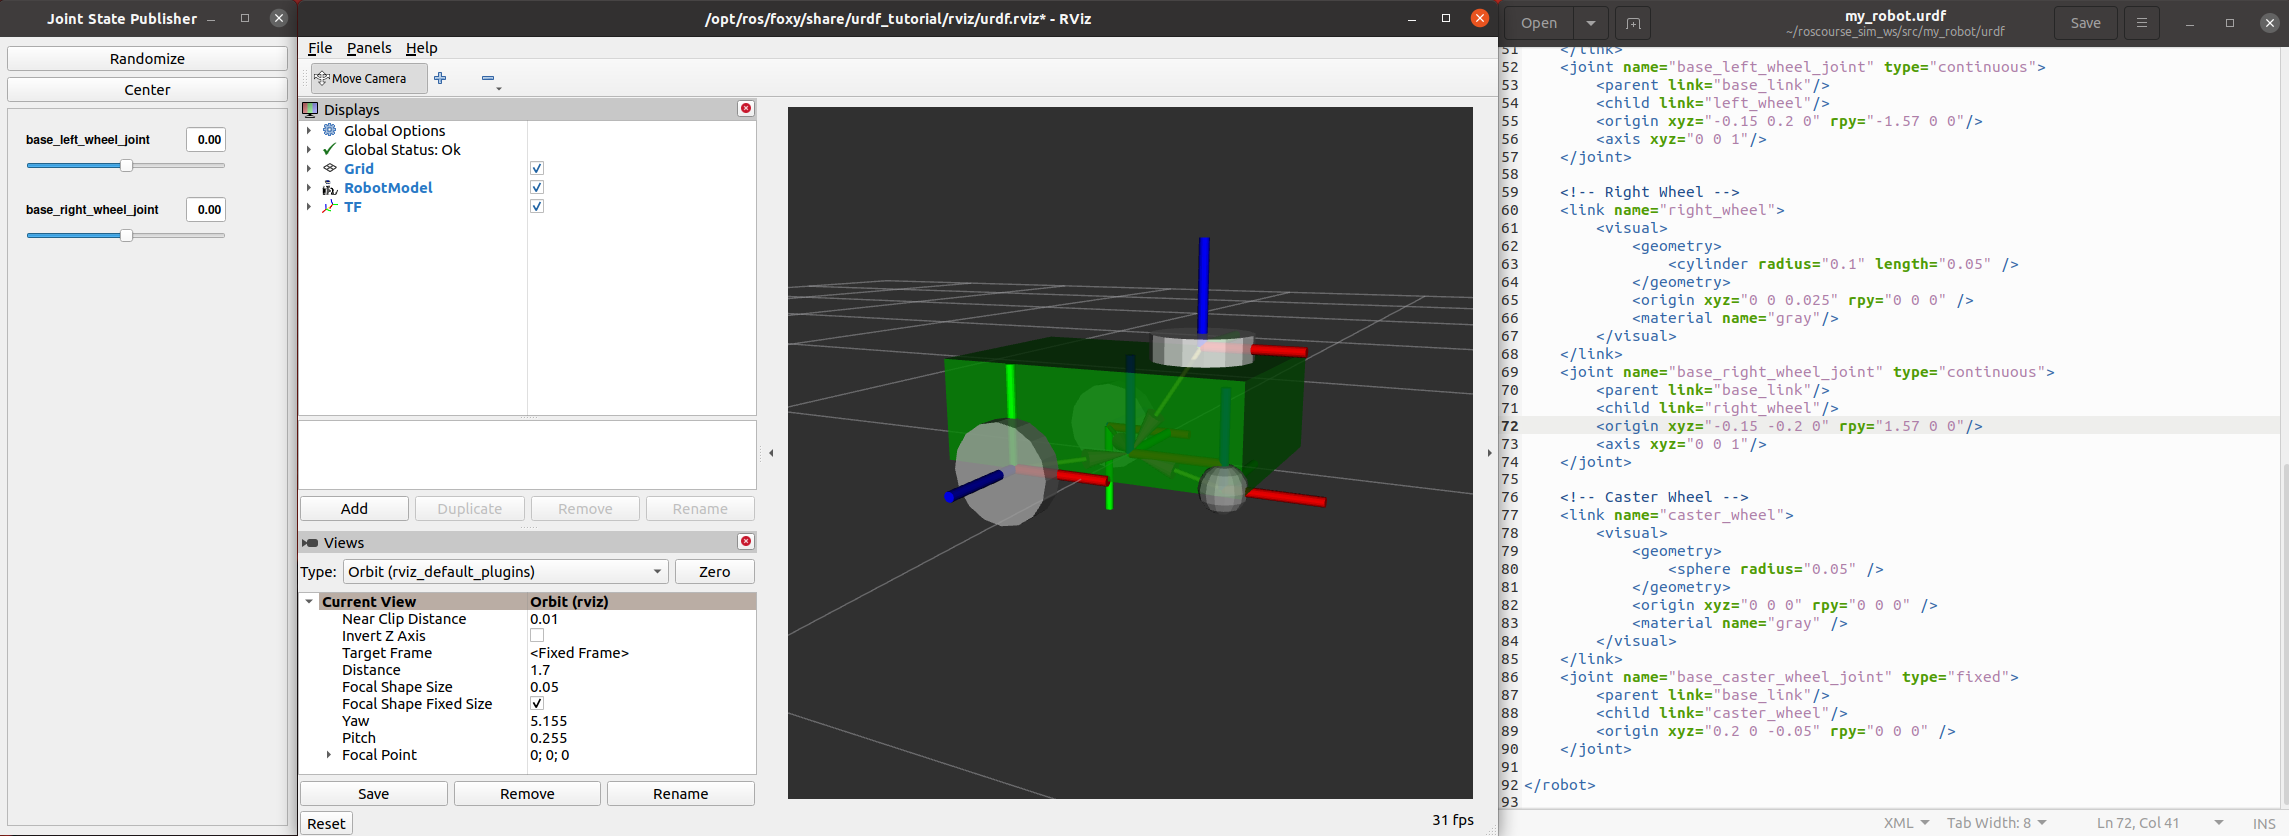 Joint State Publisher
Randomize
Center
base_left_wheel_joint 0.00
base_right_wheel_joint 0.00
/opt/ros/foxy/share/urdf_tutorial/rviz/urdf.rviz* - RViz
File Panels Help
Move Camera
Displays
Global Options
Global Status: Ok
Grid
RobotModel
TF
Add Duplicate Remove Rename
Views
Type: Orbit (rviz_default_plugins) Zero
Current View Orbit (rviz)
Near Clip Distance 0.01
Invert Z Axis
Target Frame <Fixed Frame>
Distance 1.7
Focal Shape Size 0.05
Focal Shape Fixed Size
Yaw 5.155
Pitch 0.255
Focal Point 0; 0; 0
Save Remove Rename
Reset
31 fps
Open my_robot.urdf Save
~/roscourse_sim_ws/src/my_robot/urdf
51 </link>
52 <joint name="base_left_wheel_joint" type="continuous">
53 <parent link="base_link"/>
54 <child link="left_wheel"/>
55 <origin xyz="-0.15 0.2 0" rpy="-1.57 0 0"/>
56 <axis xyz="0 0 1"/>
57 </joint>
58
59 <!-- Right Wheel -->
60 <link name="right_wheel">
61 <visual>
62 <geometry>
63 <cylinder radius="0.1" length="0.05" />
64 </geometry>
65 <origin xyz="0 0 0.025" rpy="0 0 0" />
66 <material name="gray"/>
67 </visual>
68 </link>
69 <joint name="base_right_wheel_joint" type="continuous">
70 <parent link="base_link"/>
71 <child link="right_wheel"/>
72 <origin xyz="-0.15 -0.2 0" rpy="1.57 0 0"/>
73 <axis xyz="0 0 1"/>
74 </joint>
75
76 <!-- Caster Wheel -->
77 <link name="caster_wheel">
78 <visual>
79 <geometry>
80 <sphere radius="0.05" />
81 </geometry>
82 <origin xyz="0 0 0" rpy="0 0 0" />
83 <material name="gray" />
84 </visual>
85 </link>
86 <joint name="base_caster_wheel_joint" type="fixed">
87 <parent link="base_link"/>
88 <child link="caster_wheel"/>
89 <origin xyz="0.2 0 -0.05" rpy="0 0 0" />
90 </joint>
91
92 </robot>
93
XML Tab Width: 8 Ln 72, Col 41 INS